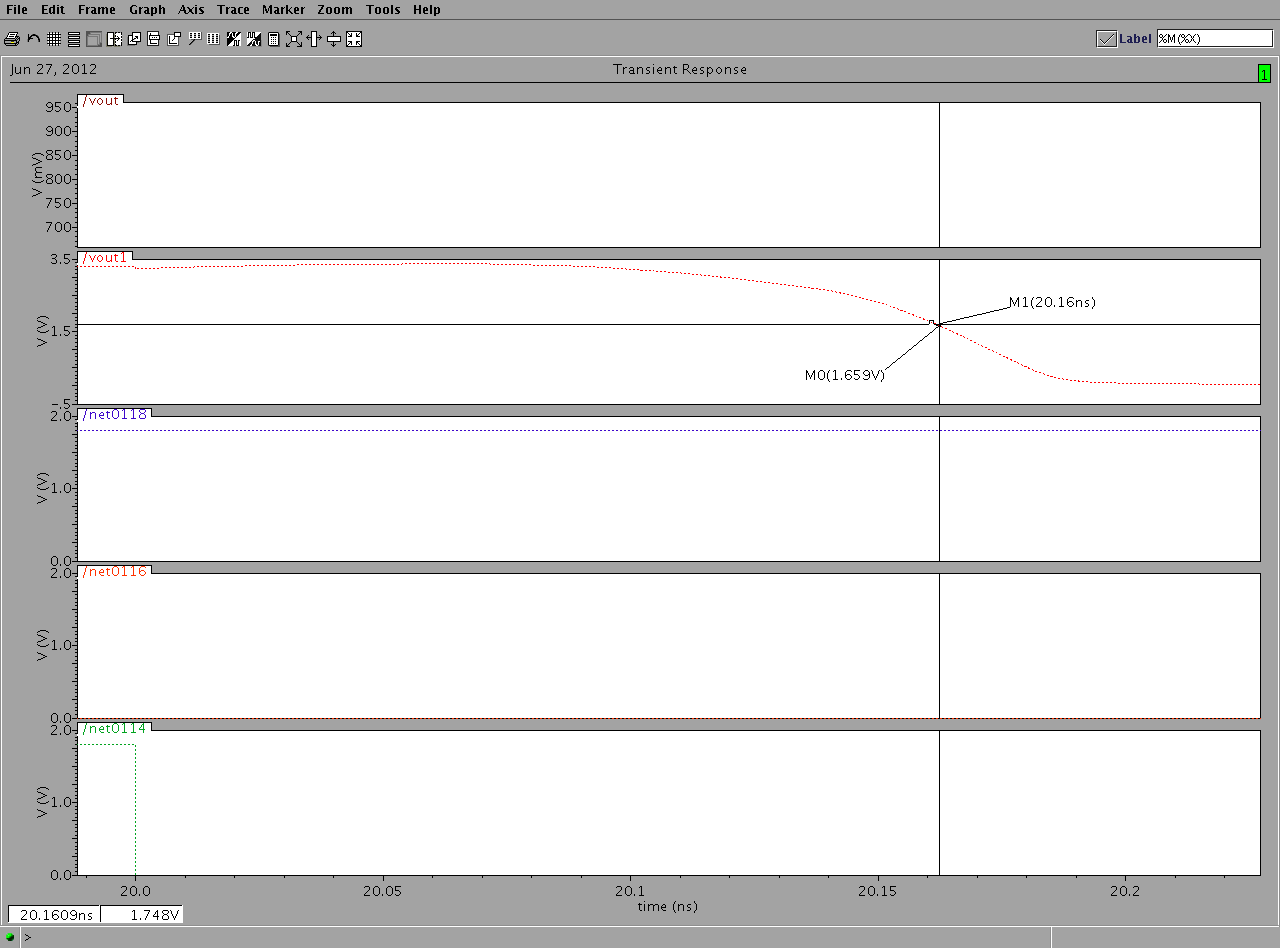 File Edit Frame Graph Axis Trace Marker Zoom Tools Help
Label %M(%X)
Jun 27, 2012 Transient Response 1
/vout
950
900
850
800
750
700
V (mV)
/vout1
3.5
1.5
-.5
V (V)
M1(20.16ns)
M0(1.659V)
/net0118
2.0
1.0
0.0
V (V)
/net0116
2.0
1.0
0.0
V (V)
/net0114
2.0
1.0
0.0
V (V)
20.0 20.05 20.1 20.15 20.2
time (ns)
20.1609ns 1.748V
>